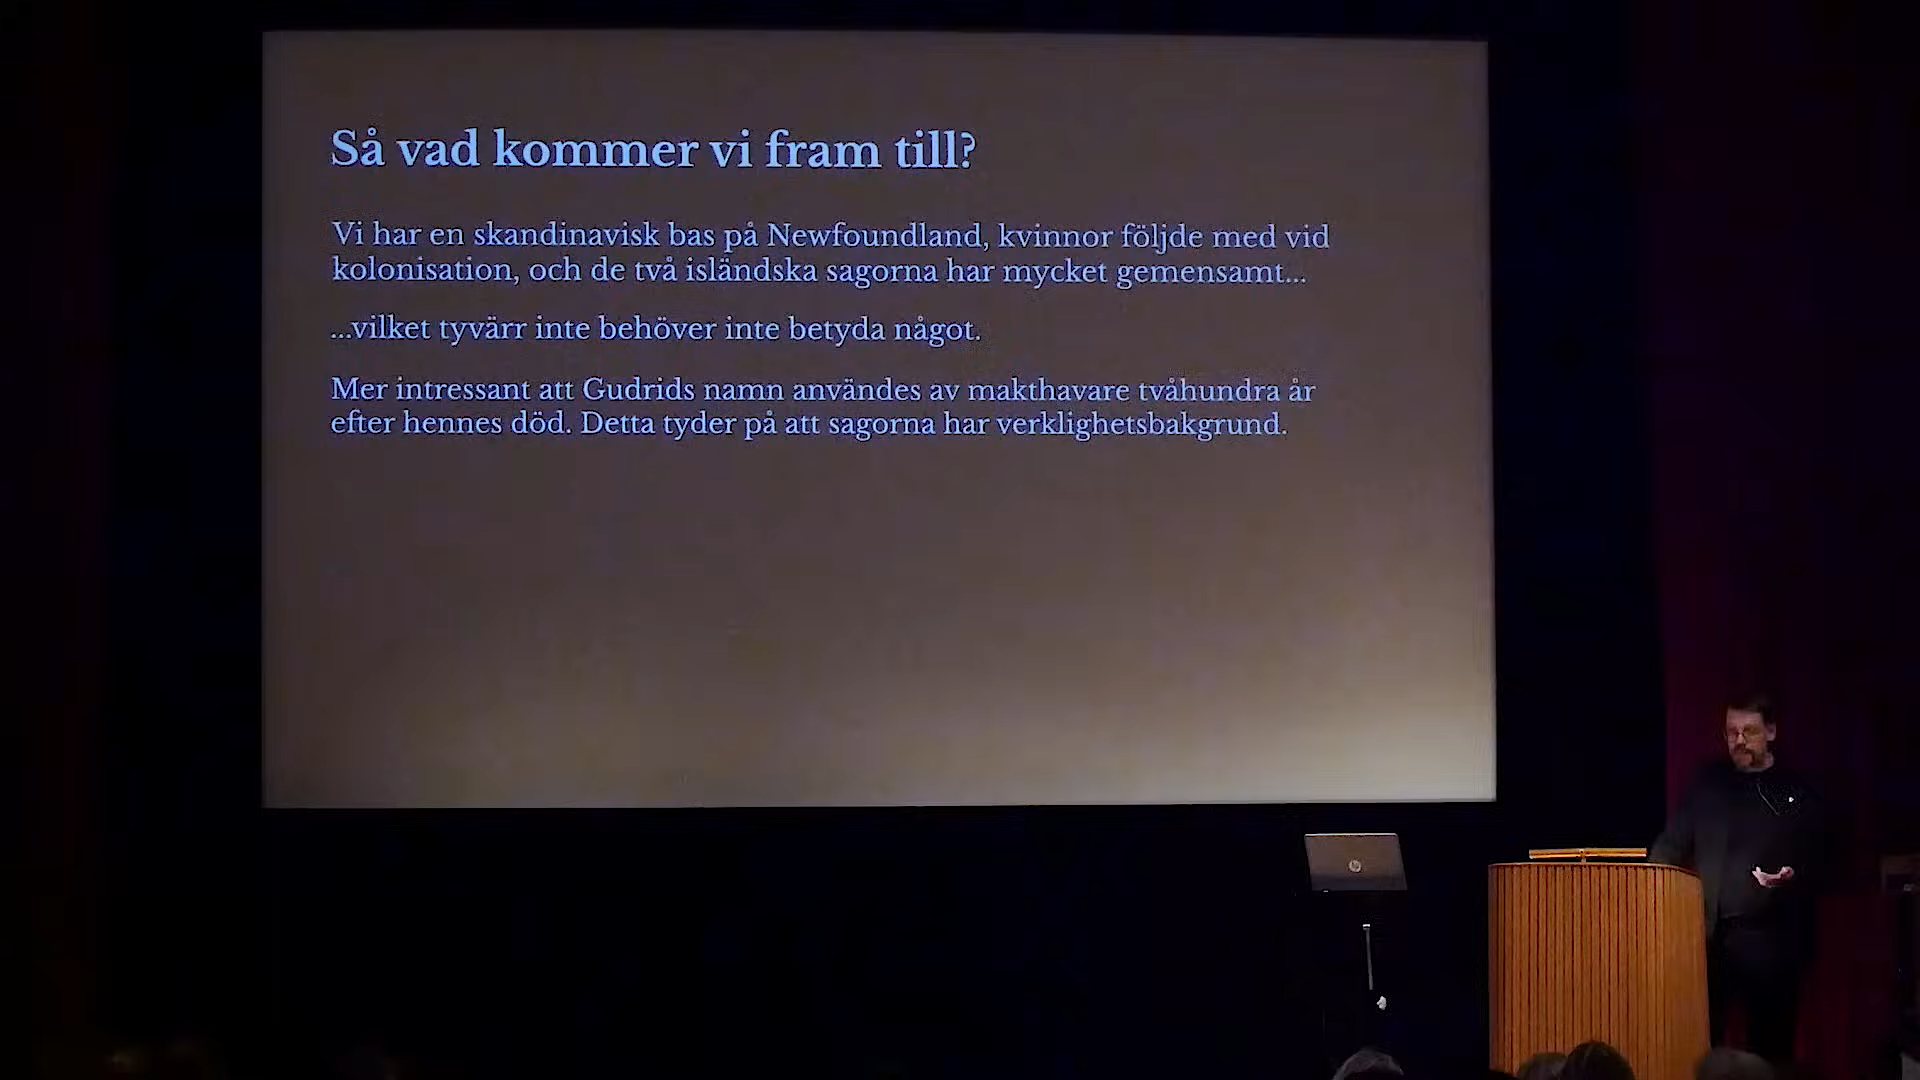 Så vad kommer vi fram till?
Vi har en skandinavisk bas på Newfoundland, kvinnor följde med vid
kolonisation, och de två isländska sagorna har mycket gemensamt...
...vilket tyvärr inte behöver inte betyda något.
Mer intressant att Gudrids namn användes av makthavare tvåhundra år
efter hennes död. Detta tyder på att sagorna har verklighetsbakgrund.
hp